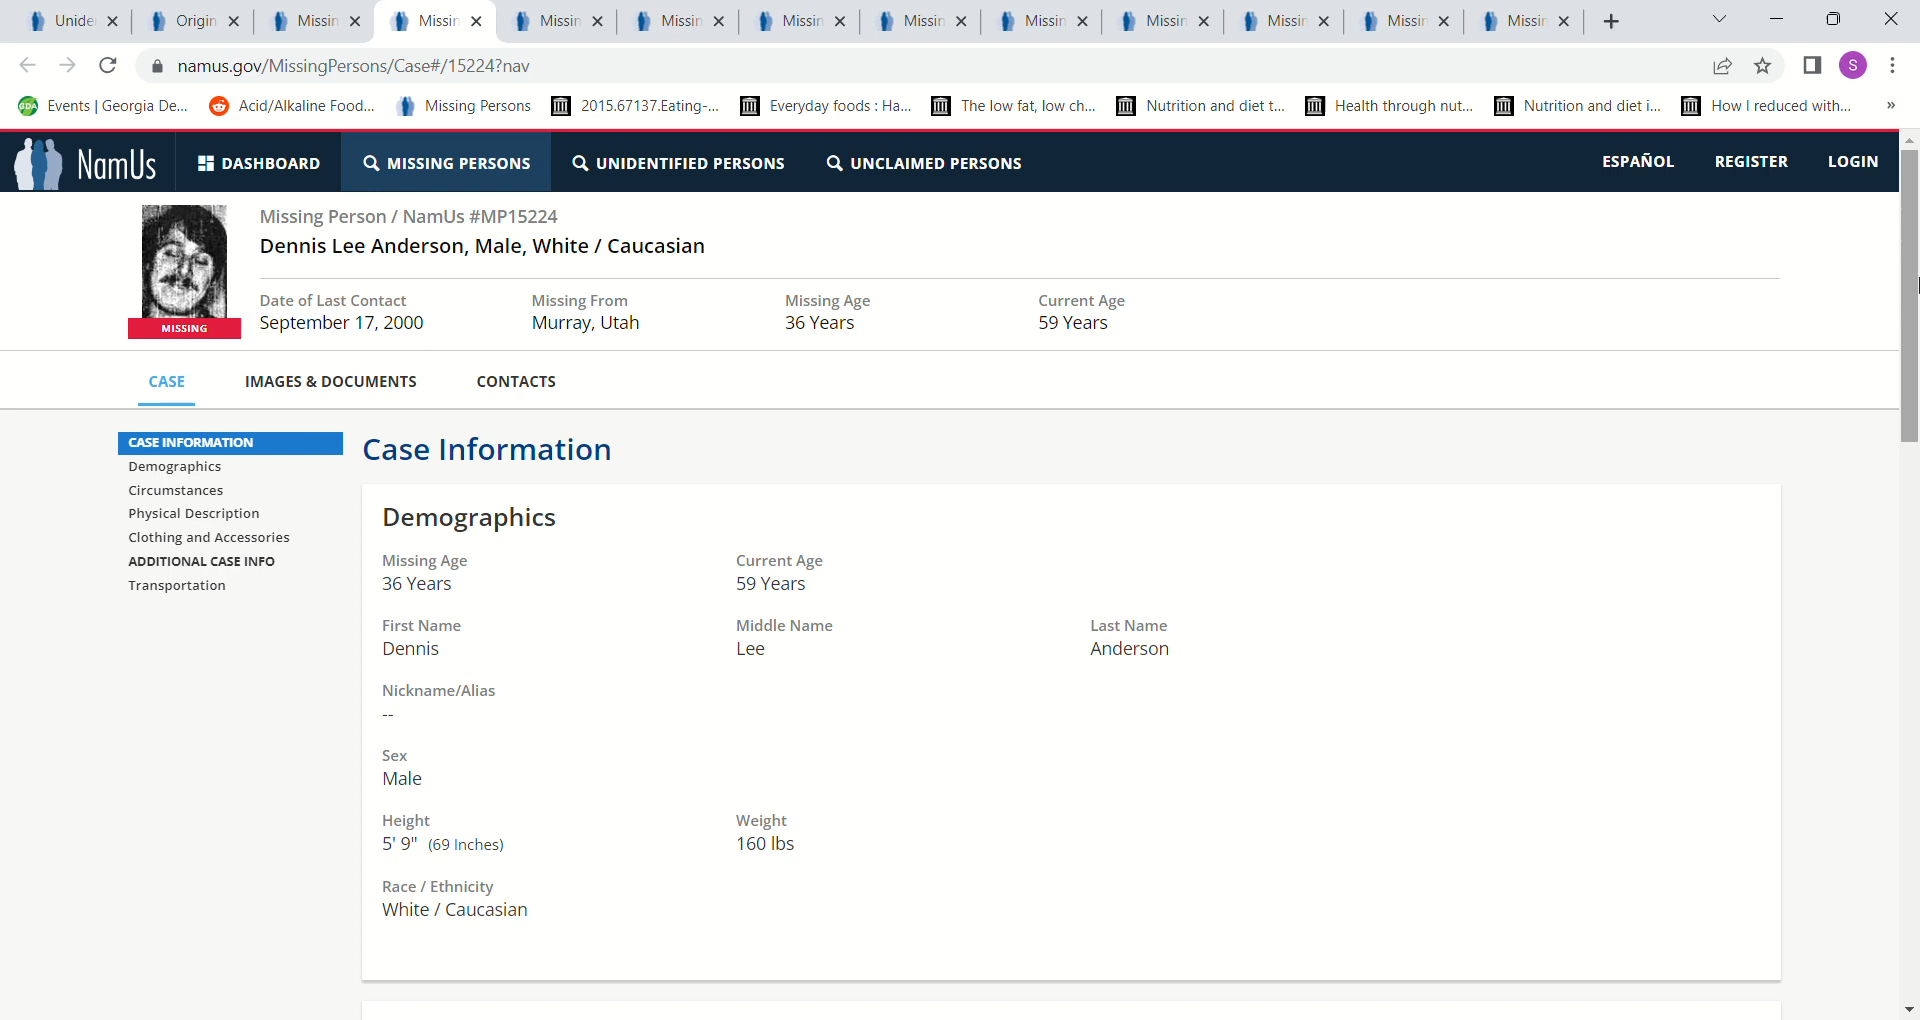 Unide Origin Missin Missin Missin Missin Missin Missin Missin Missin Missin Missin Missin
namus.gov/MissingPersons/Case#/15224?nav
S
GDA Events | Georgia De... Acid/Alkaline Food... Missing Persons 2015.67137.Eating-... Everyday foods : Ha... The low fat, low ch... Nutrition and diet t... Health through nut... Nutrition and diet i... How I reduced with... »
NamUs DASHBOARD MISSING PERSONS UNIDENTIFIED PERSONS UNCLAIMED PERSONS ESPAÑOL REGISTER LOGIN
Missing Person / NamUs #MP15224
Dennis Lee Anderson, Male, White / Caucasian
Date of Last Contact Missing From Missing Age Current Age
September 17, 2000 Murray, Utah 36 Years 59 Years
MISSING
CASE IMAGES & DOCUMENTS CONTACTS
CASE INFORMATION
Demographics
Circumstances
Physical Description
Clothing and Accessories
ADDITIONAL CASE INFO
Transportation
Case Information
Demographics
Missing Age Current Age
36 Years 59 Years
First Name Middle Name Last Name
Dennis Lee Anderson
Nickname/Alias
--
Sex
Male
Height Weight
5' 9" (69 Inches) 160 lbs
Race / Ethnicity
White / Caucasian